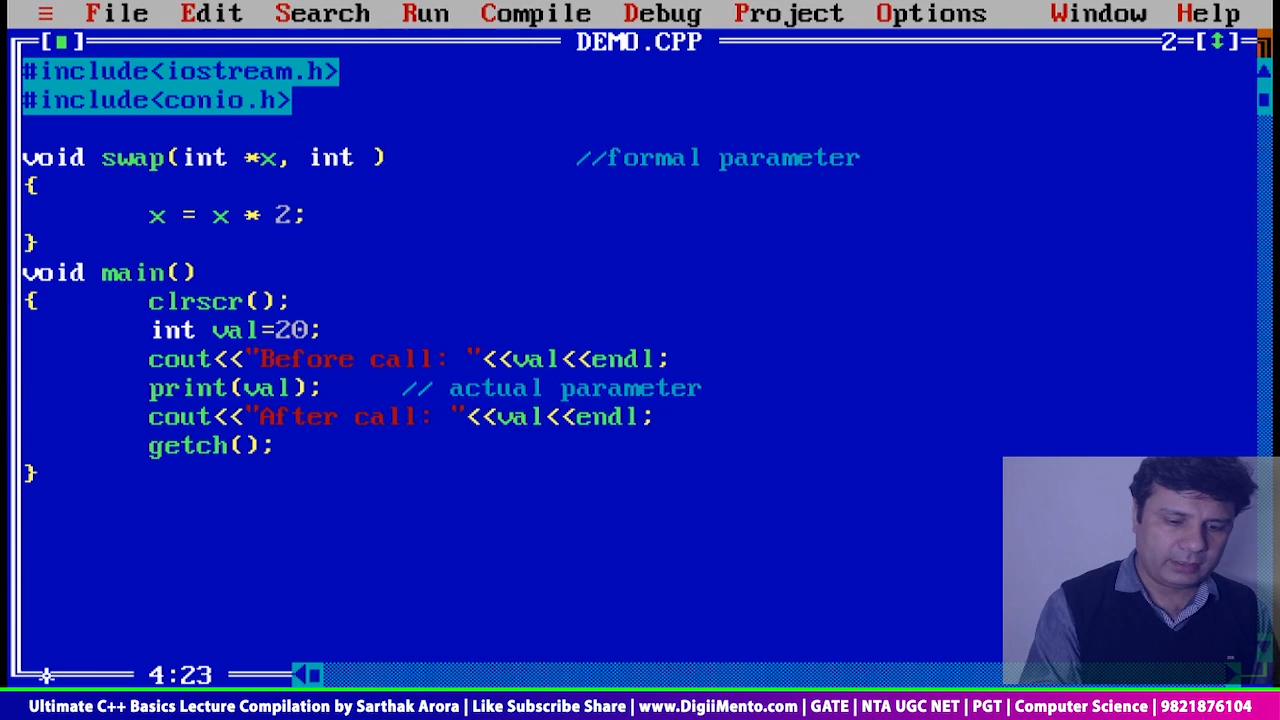 ≡ File Edit Search Run Compile Debug Project Options Window Help
[■] DEMO.CPP 2=[↕]
#include<iostream.h>
#include<conio.h>
void swap(int *x, int ) //formal parameter
{
x = x * 2;
}
void main()
{ clrscr();
int val=20;
cout<<"Before call: "<<val<<endl;
print(val); // actual parameter
cout<<"After call: "<<val<<endl;
getch();
}
4:23
Ultimate C++ Basics Lecture Compilation by Sarthak Arora | Like Subscribe Share | www.DigiiMento.com | GATE | NTA UGC NET | PGT | Computer Science | 9821876104